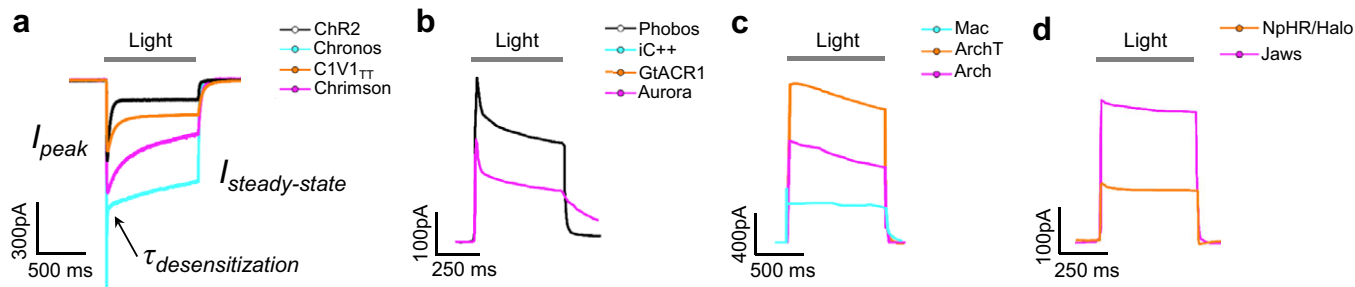 a
Light
ChR2
Chronos
C1V1TT
Chrimson
Ipeak
Isteady-state
300pA
500 ms
τdesensitization
b
Light
Phobos
iC++
GtACR1
Aurora
100pA
250 ms
c
Light
Mac
ArchT
Arch
400pA
500 ms
d
Light
NpHR/Halo
Jaws
100pA
250 ms